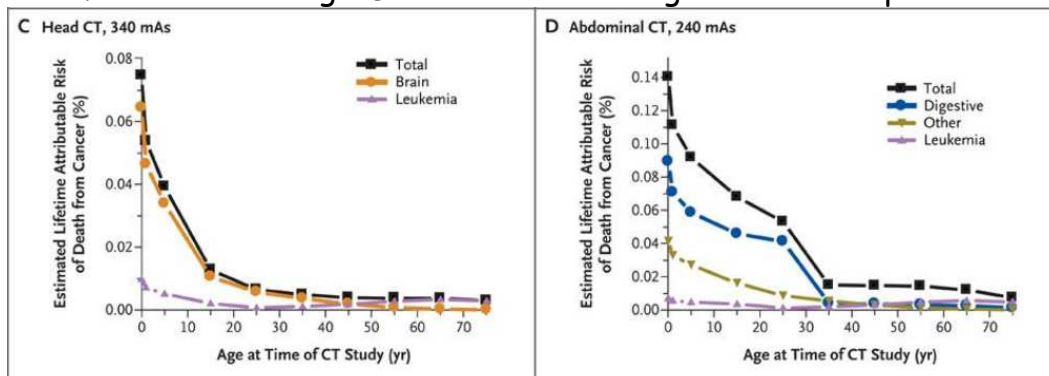 C Head CT, 340 mAs
Estimated Lifetime Attributable Risk
of Death from Cancer (%)
0.08
0.06
0.04
0.02
0.00
Total
Brain
Leukemia
0
10
20
30
40
50
60
70
Age at Time of CT Study (yr)
D Abdominal CT, 240 mAs
Estimated Lifetime Attributable Risk
of Death from Cancer (%)
0.14
0.12
0.10
0.08
0.06
0.04
0.02
0.00
Total
Digestive
Other
Leukemia
0
10
20
30
40
50
60
70
Age at Time of CT Study (yr)